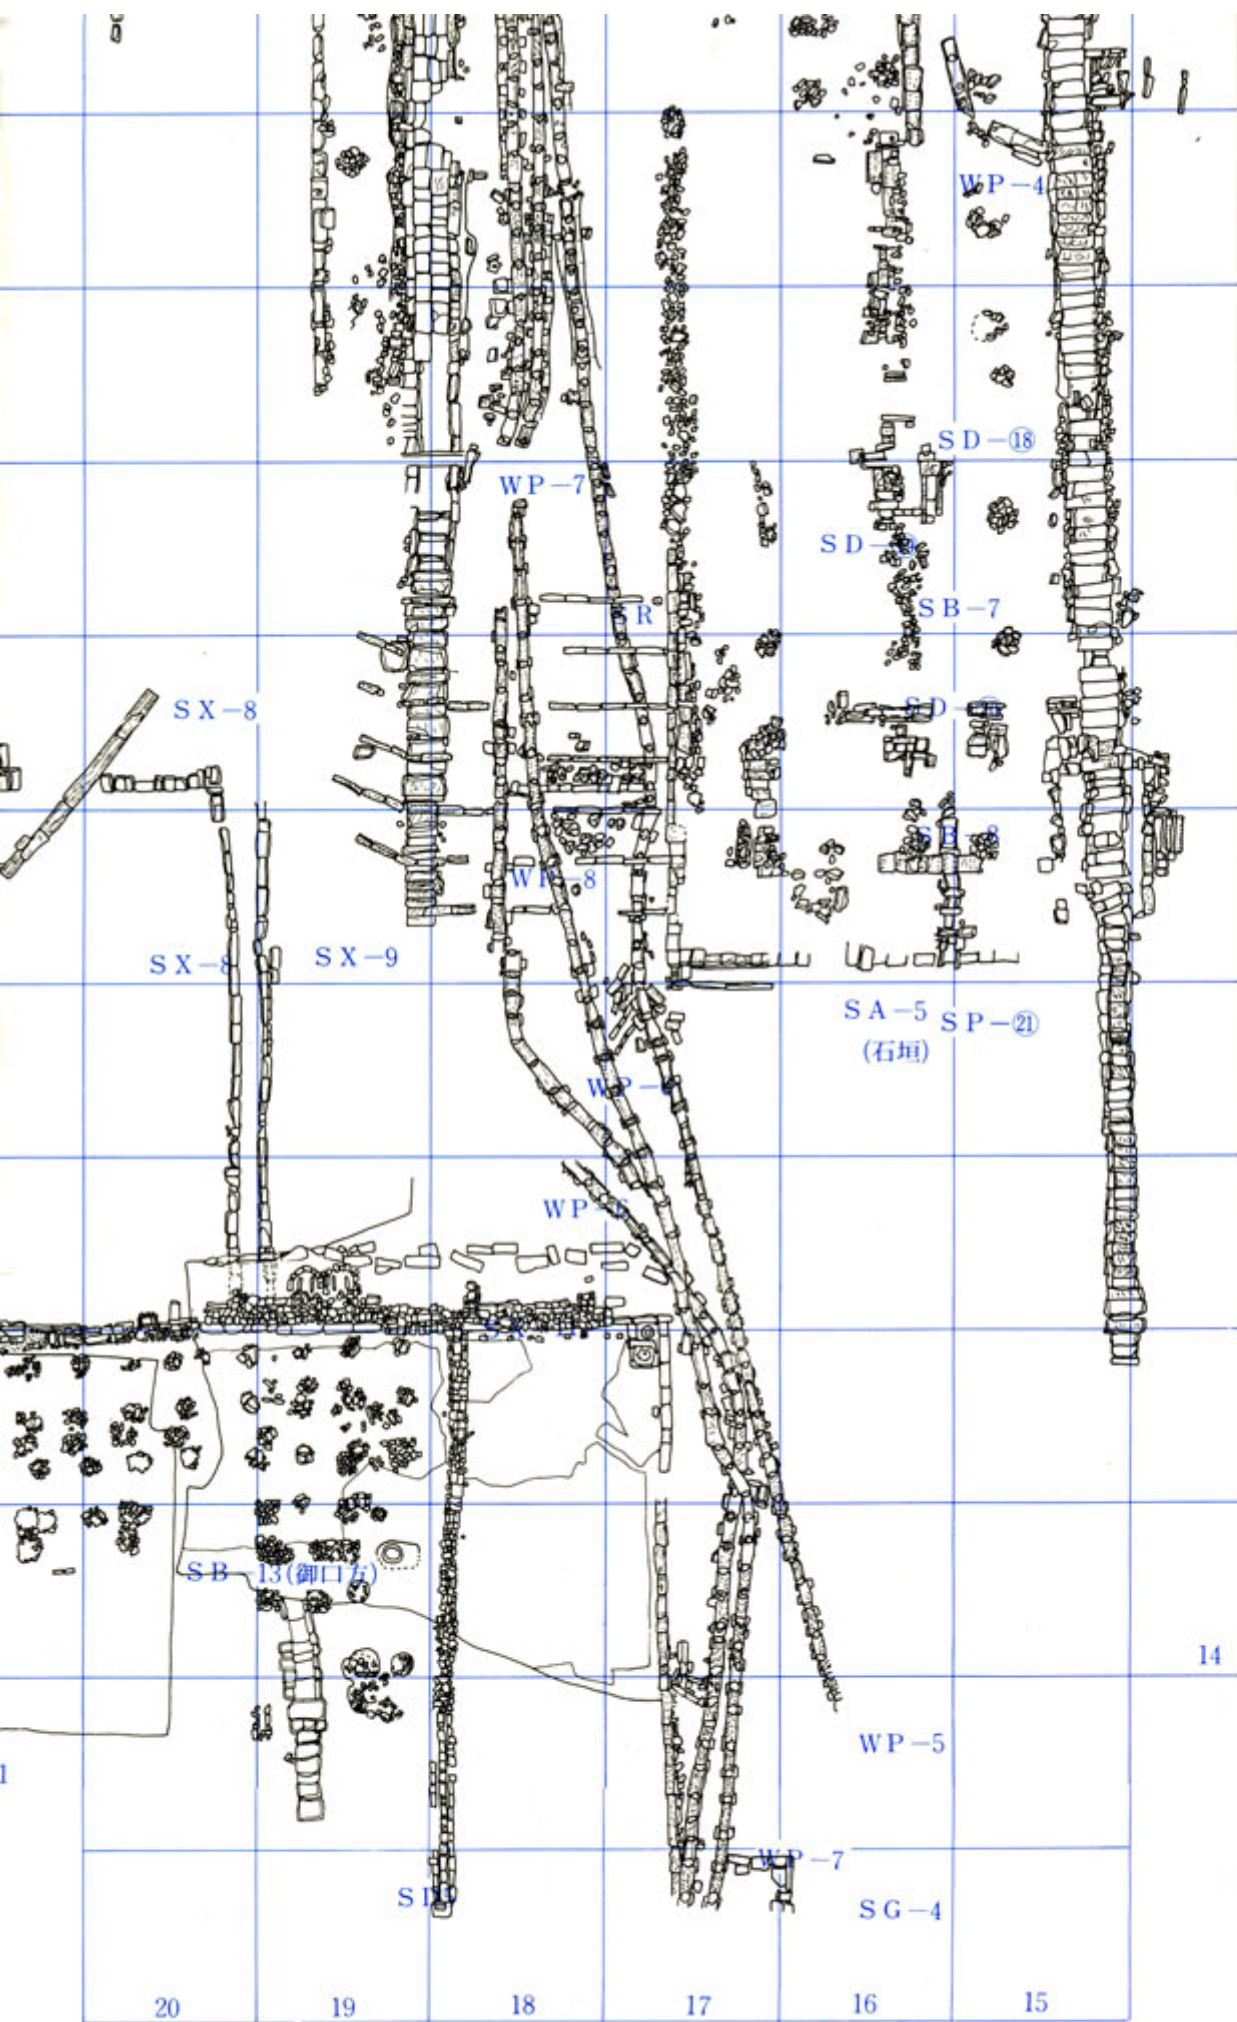 WP-4
SD-⑱
WP-7
SD-
SR
SB-7
SX-8
SD-
SB-8
WP-8
SX-8
SX-9
SA-5
SP-㉑
(石垣)
WP-6
WP-6
SB-13(御口方)
14
WP-5
1
WP-7
SD
SG-4
20
19
18
17
16
15